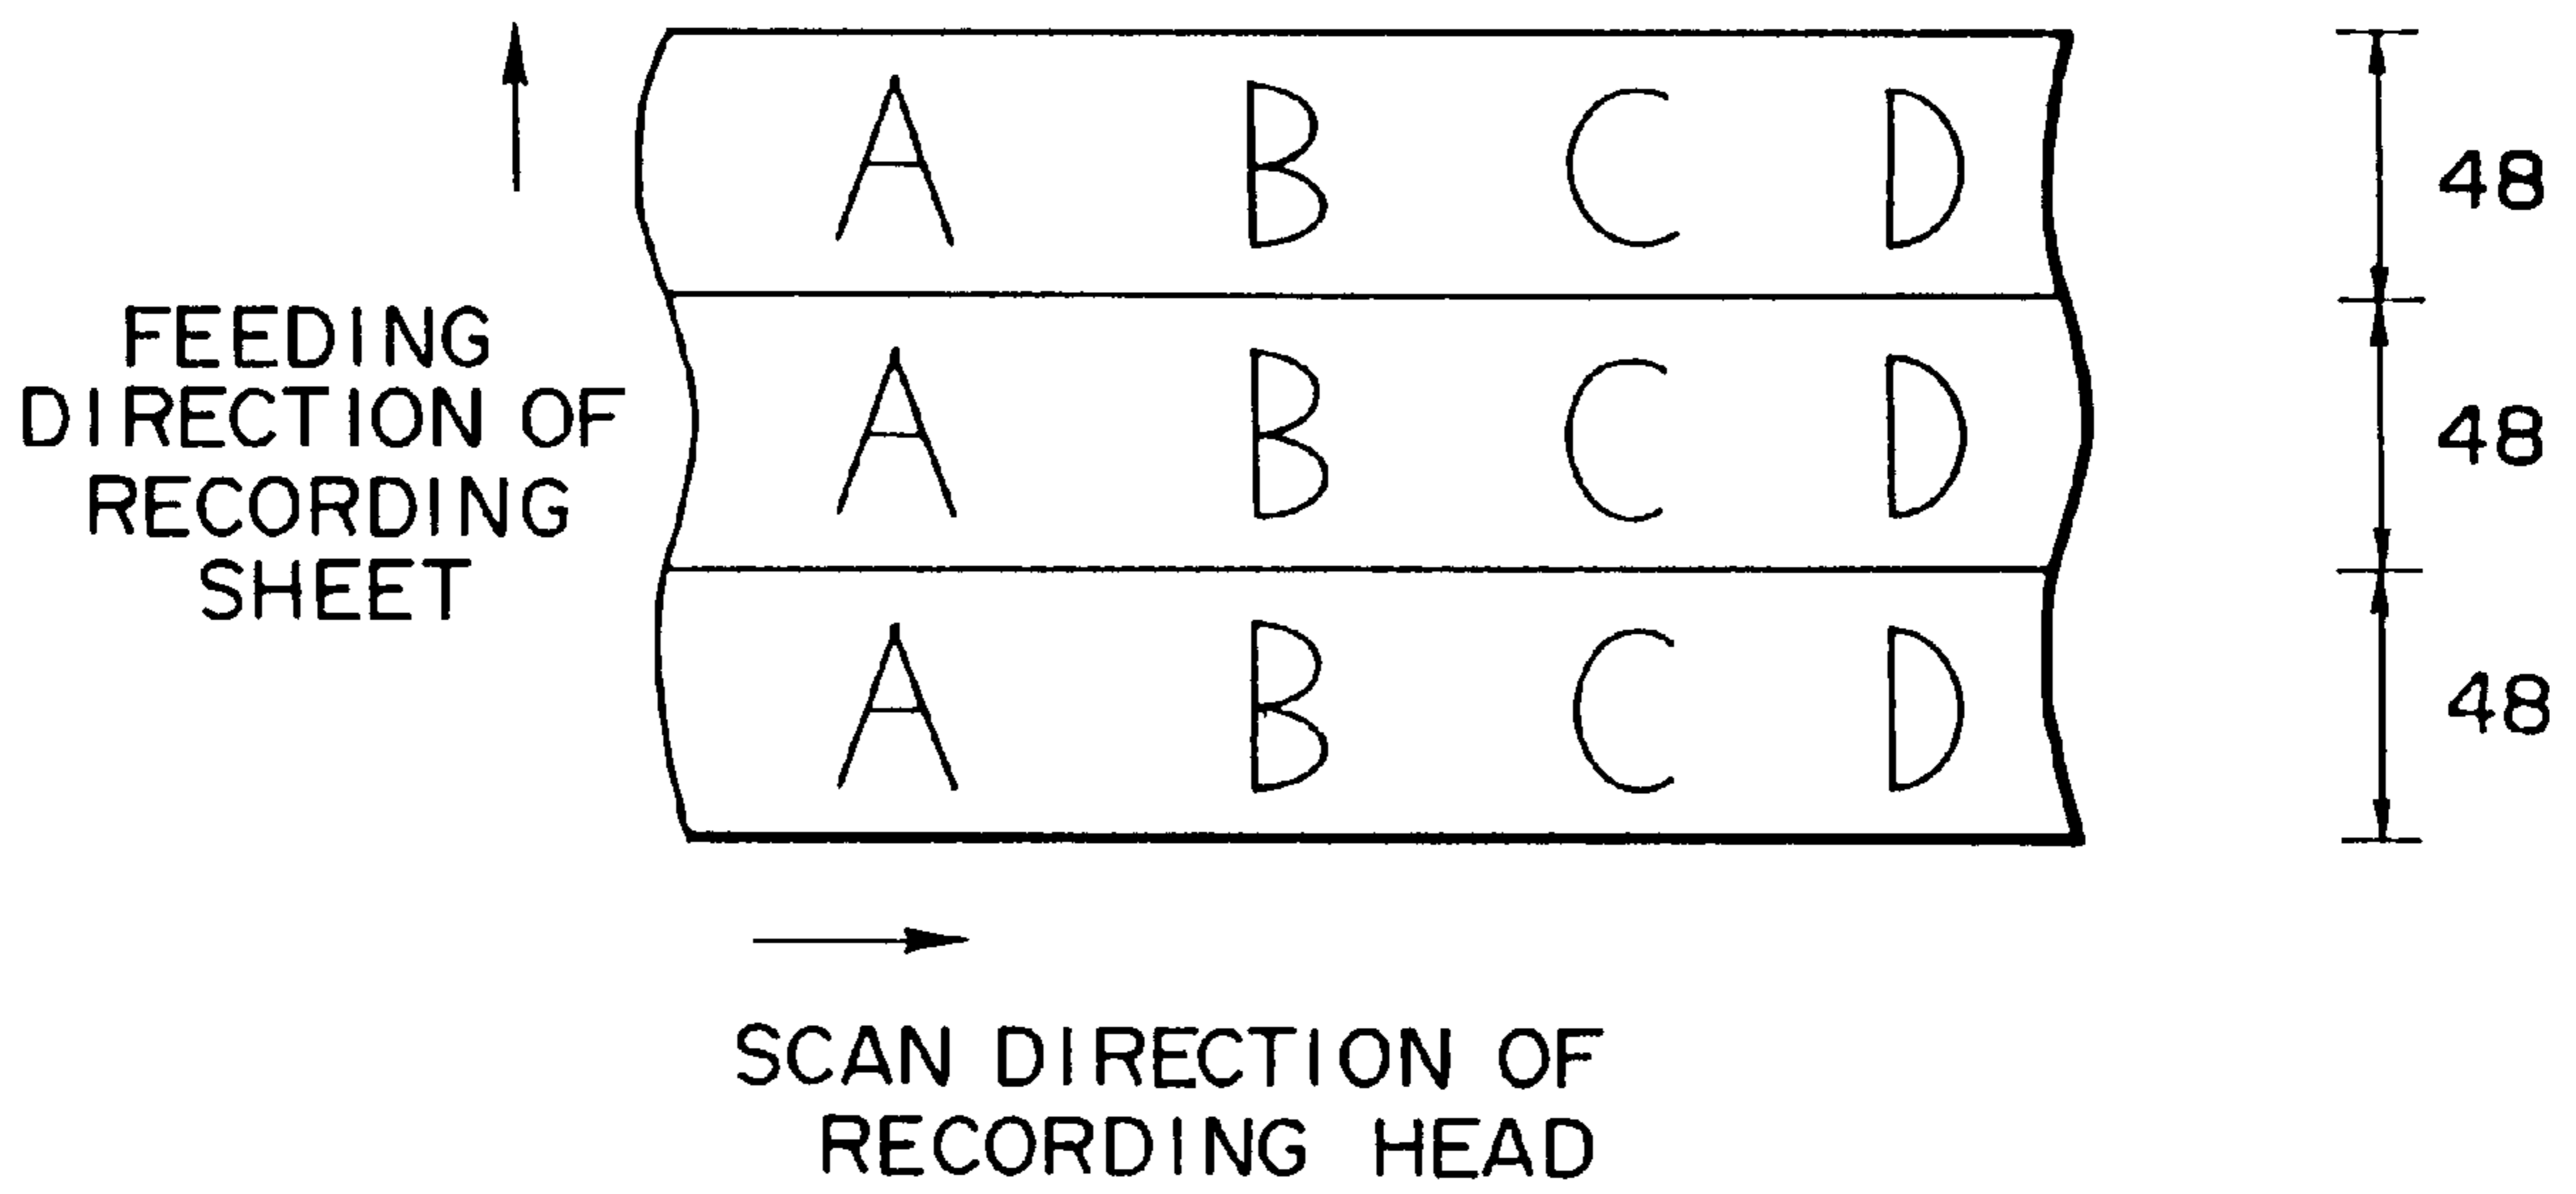 A B C D
48
FEEDING
DIRECTION OF
RECORDING
SHEET
A B C D
48
A B C D
48
SCAN DIRECTION OF
RECORDING HEAD